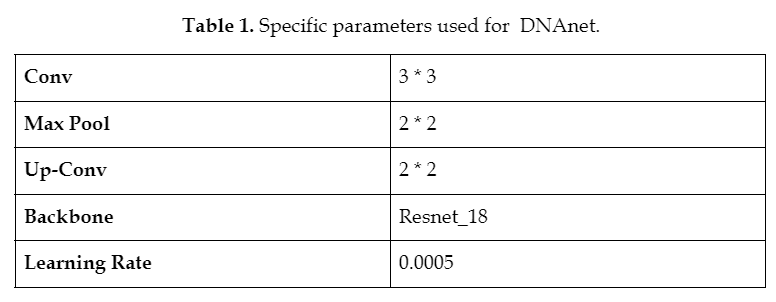 Table 1. Specific parameters used for DNAnet.
Conv 3 * 3
Max Pool 2 * 2
Up-Conv 2 * 2
Backbone Resnet_18
Learning Rate 0.0005